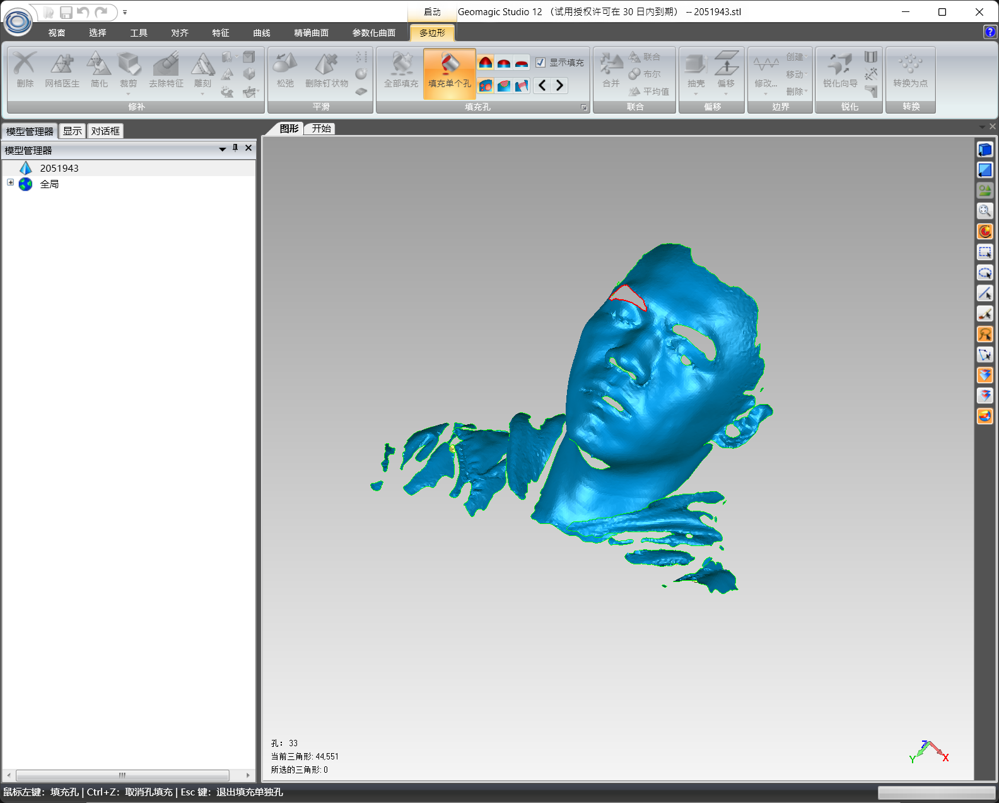 启动
Geomagic Studio 12 （试用授权许可在 30 日内到期） -- 2051943.stl
视窗 选择 工具 对齐 特征 曲线 精确曲面 参数化曲面 多边形
删除 网格医生 简化 裁剪 去除特征 雕刻
修补
松弛 删除钉状物
平滑
全部填充 填充单个孔 显示填充
填充孔
合并 联合 布尔 平均值
联合
抽壳 偏移
偏移
修改... 创建 移动 删除
边界
锐化向导
锐化
转换为点
转换
模型管理器 显示 对话框
模型管理器
2051943
全局
图形 开始
孔： 33
当前三角形: 44,551
所选的三角形: 0
Z
Y X
鼠标左键：填充孔 | Ctrl+Z：取消孔填充 | Esc 键：退出填充单独孔